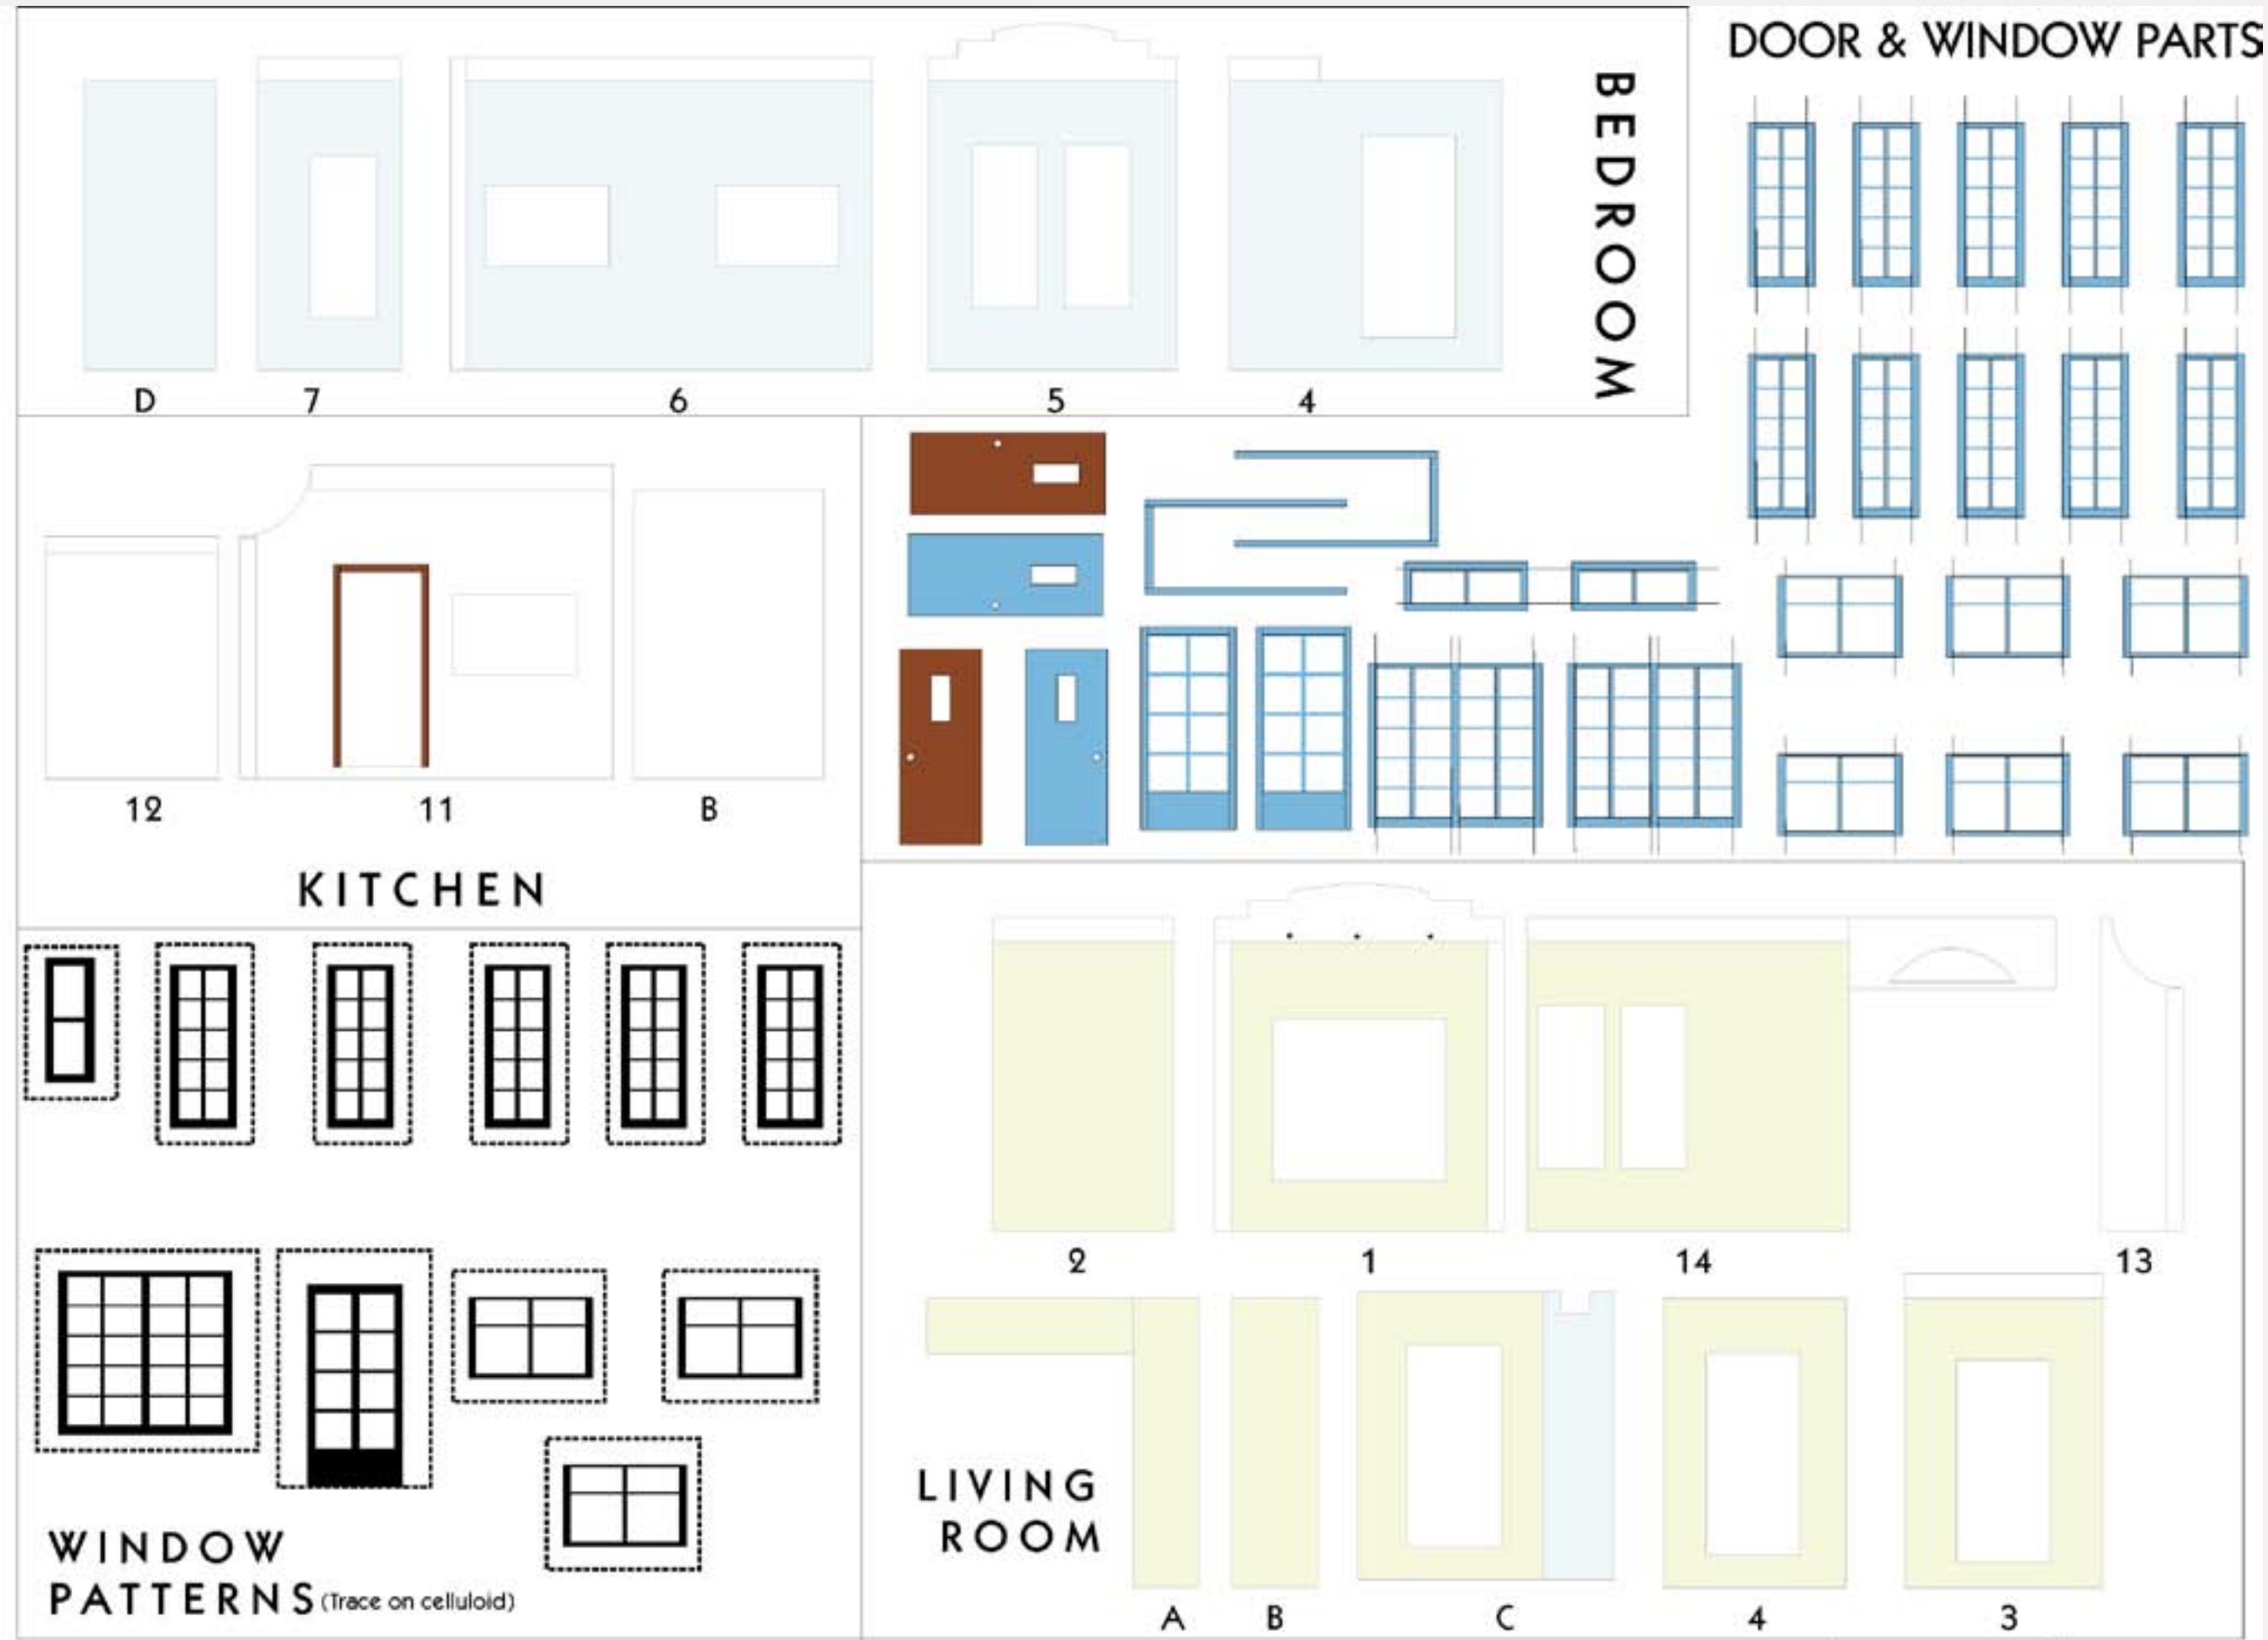 DOOR & WINDOW PARTS
BEDROOM
D
7
6
5
4
12
11
B
KITCHEN
2
1
14
13
LIVING
ROOM
A
B
C
4
3
WINDOW
PATTERNS (Trace on celluloid)